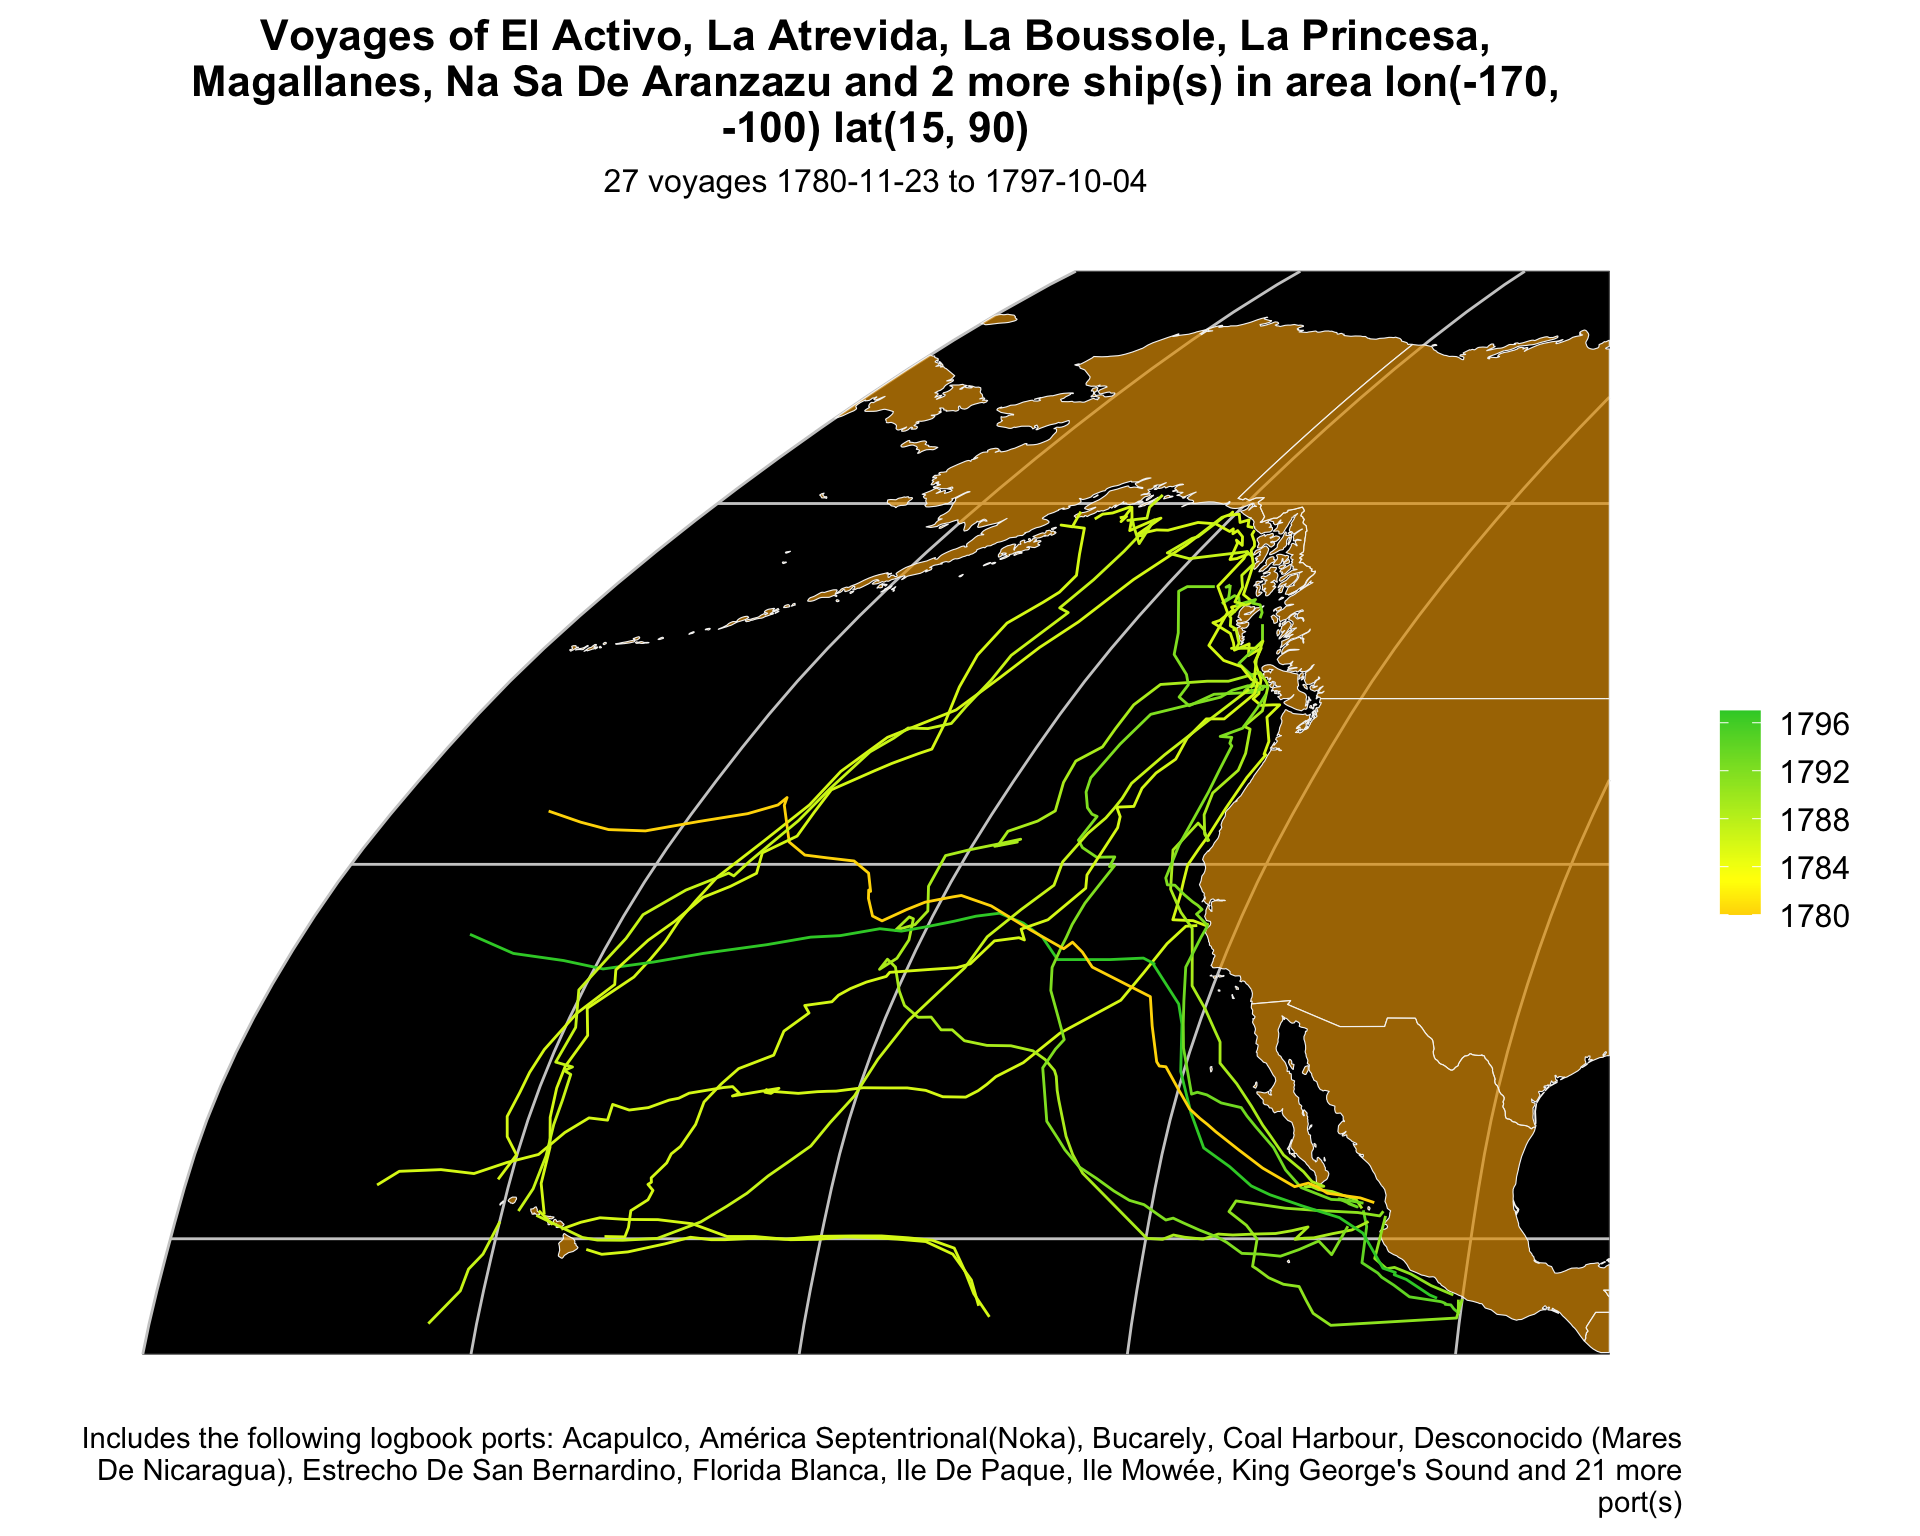 Voyages of El Activo, La Atrevida, La Boussole, La Princesa,
Magallanes, Na Sa De Aranzazu and 2 more ship(s) in area lon(-170,
-100) lat(15, 90)
27 voyages 1780-11-23 to 1797-10-04
1796
1792
1788
1784
1780
Includes the following logbook ports: Acapulco, América Septentrional(Noka), Bucarely, Coal Harbour, Desconocido (Mares
De Nicaragua), Estrecho De San Bernardino, Florida Blanca, Ile De Paque, Ile Mowée, King George's Sound and 21 more
port(s)